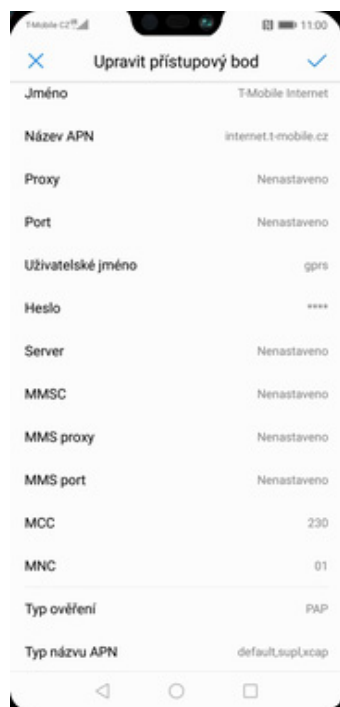 T-Mobile CZ
11:00
Upravit přístupový bod
Jméno T-Mobile Internet
Název APN internet.t-mobile.cz
Proxy Nenastaveno
Port Nenastaveno
Uživatelské jméno gprs
Heslo ****
Server Nenastaveno
MMSC Nenastaveno
MMS proxy Nenastaveno
MMS port Nenastaveno
MCC 230
MNC 01
Typ ověření PAP
Typ názvu APN default,supl,xcap